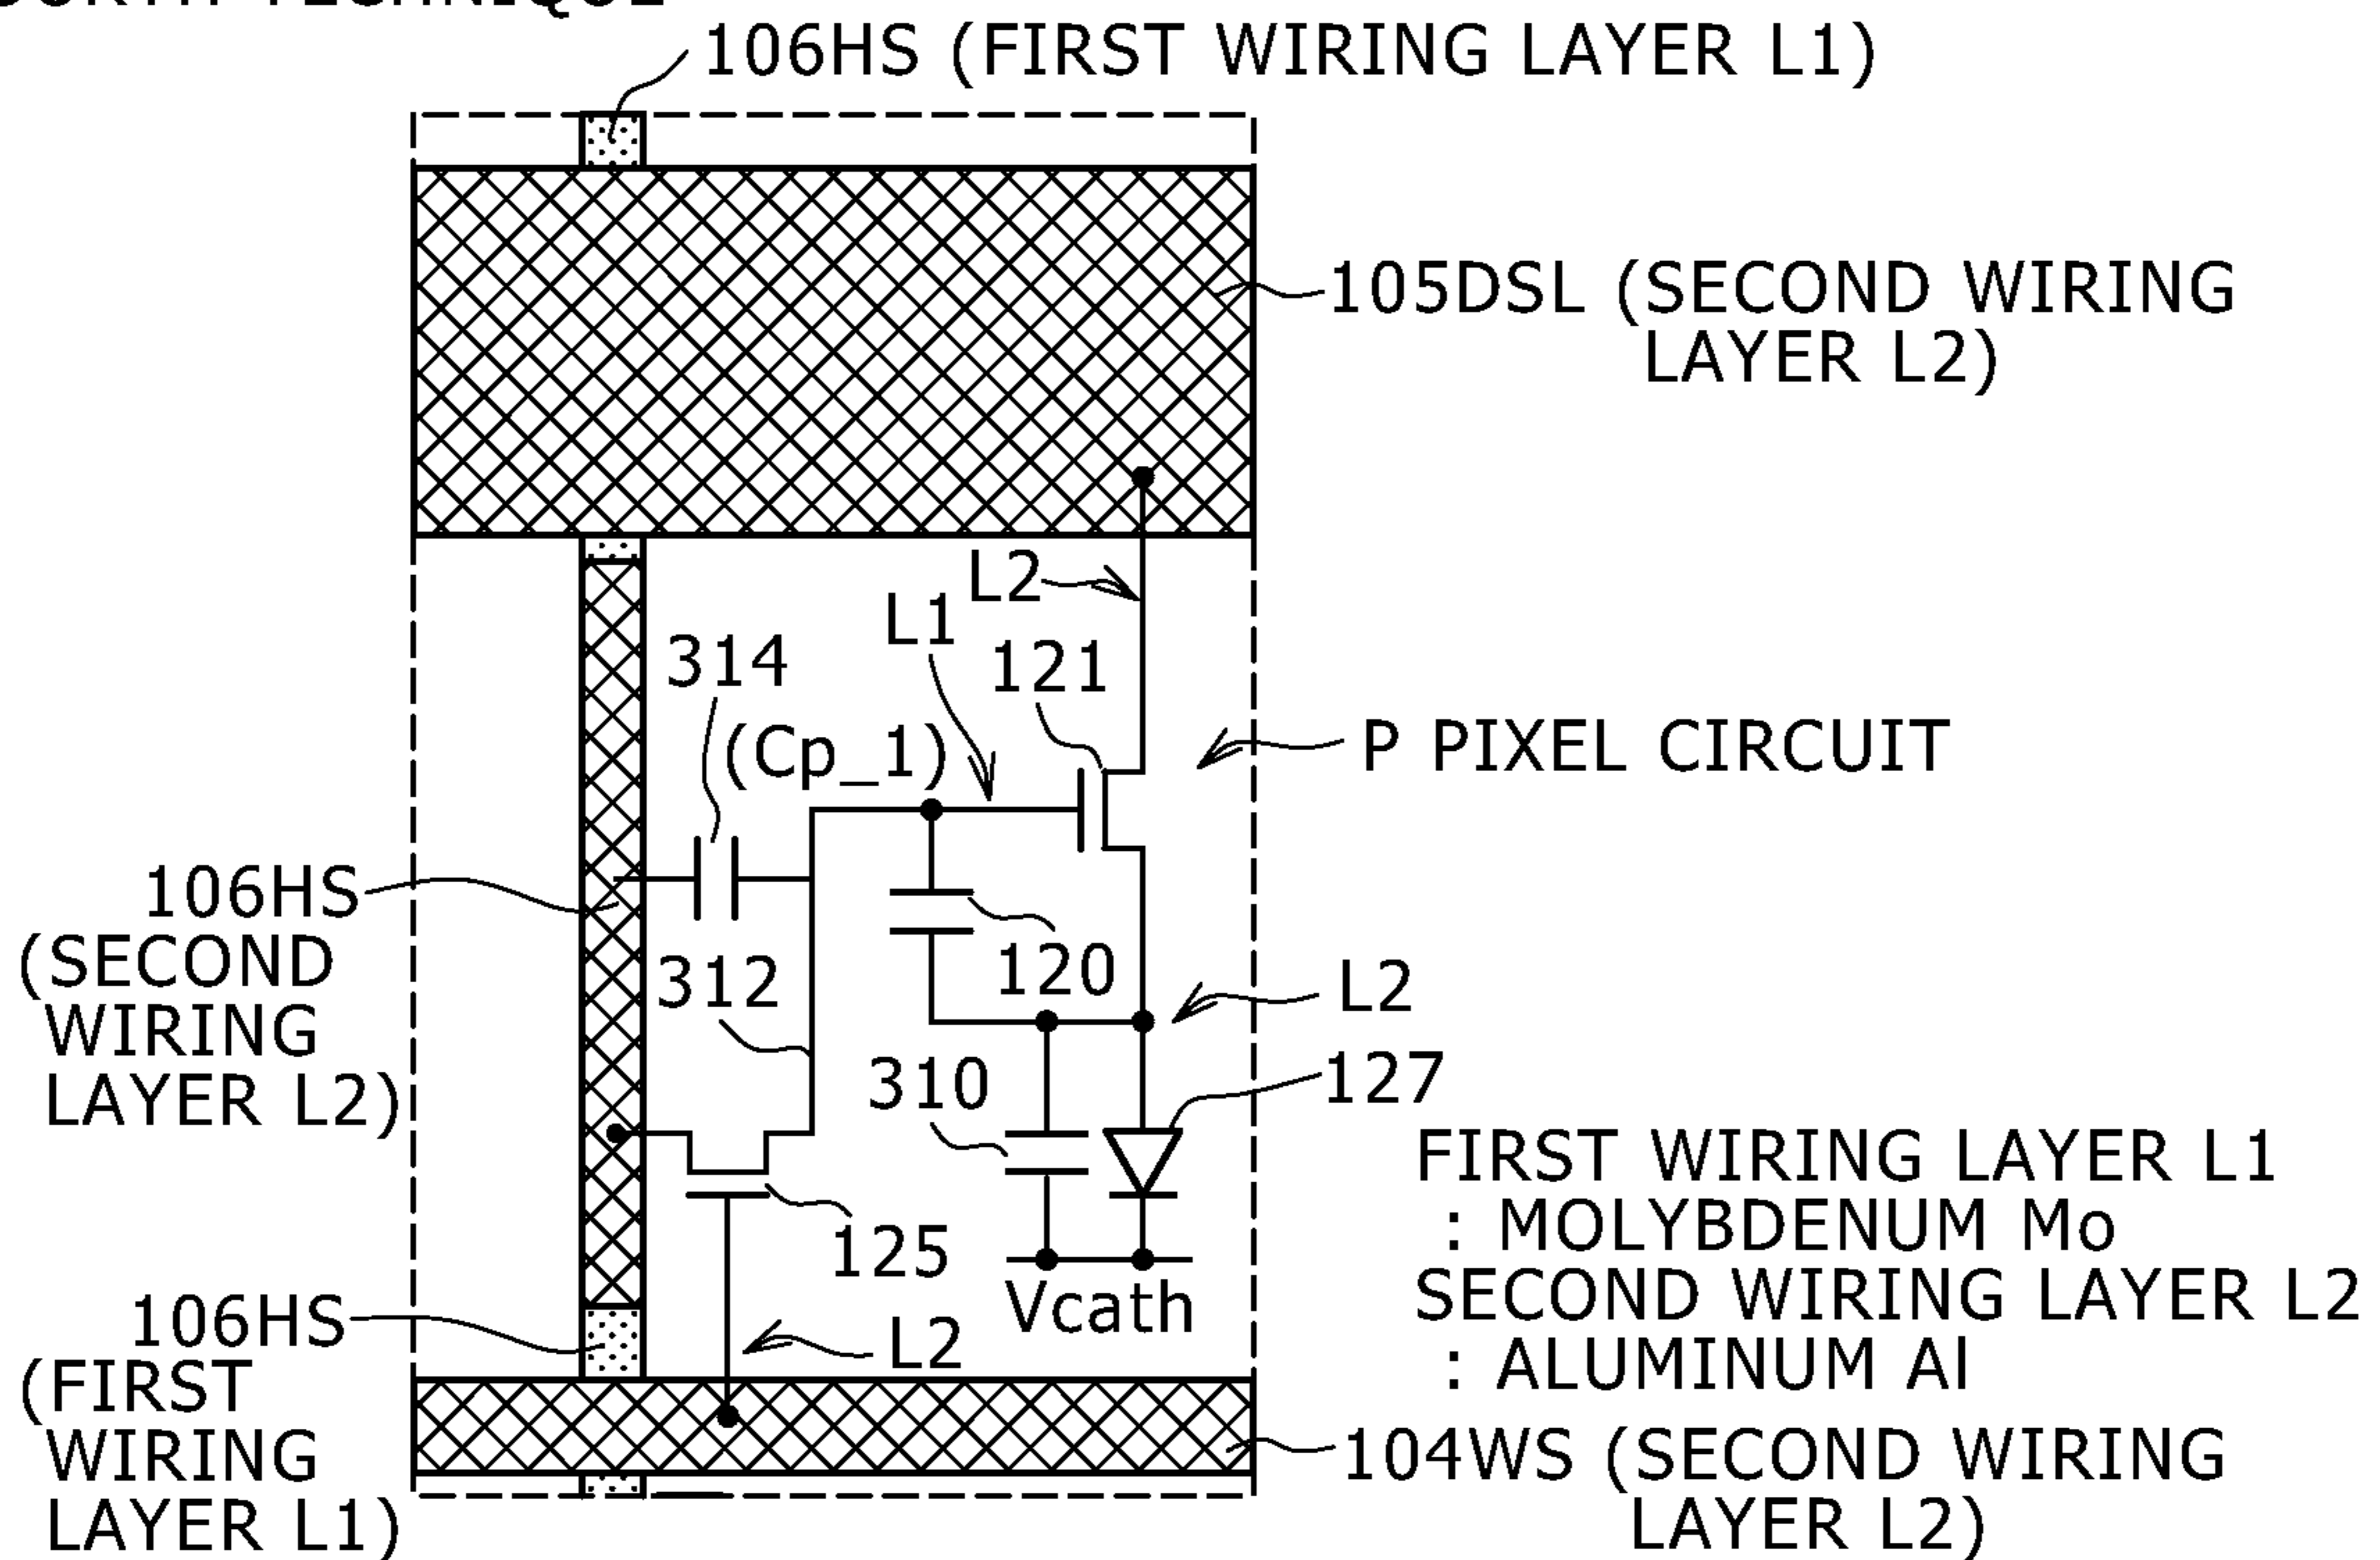 106HS (FIRST WIRING LAYER L1)
105DSL (SECOND WIRING
LAYER L2)
L2
L1
121
314
(Cp_1)
P PIXEL CIRCUIT
106HS
(SECOND
WIRING
LAYER L2)
312
120
L2
310
127
125
FIRST WIRING LAYER L1
: MOLYBDENUM Mo
SECOND WIRING LAYER L2
: ALUMINUM Al
Vcath
L2
106HS
(FIRST
WIRING
LAYER L1)
104WS (SECOND WIRING
LAYER L2)